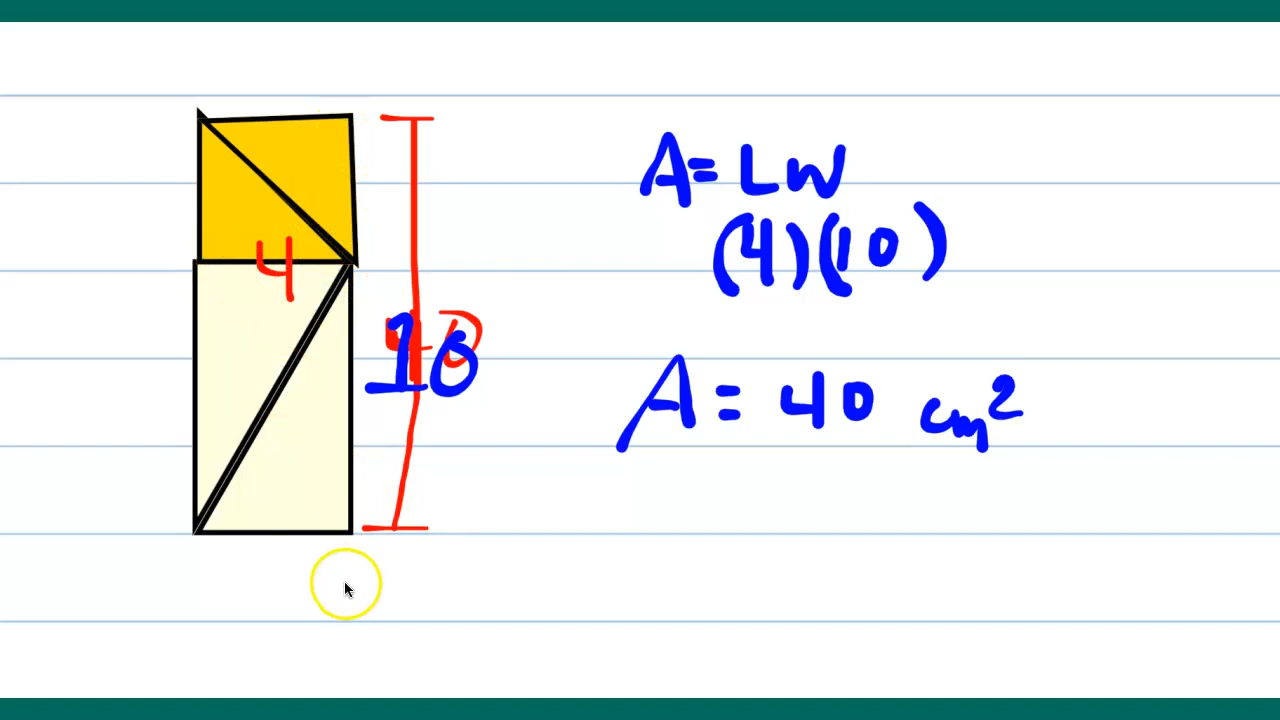 4
10
A = LW
(4)(10)
A = 40 cm²